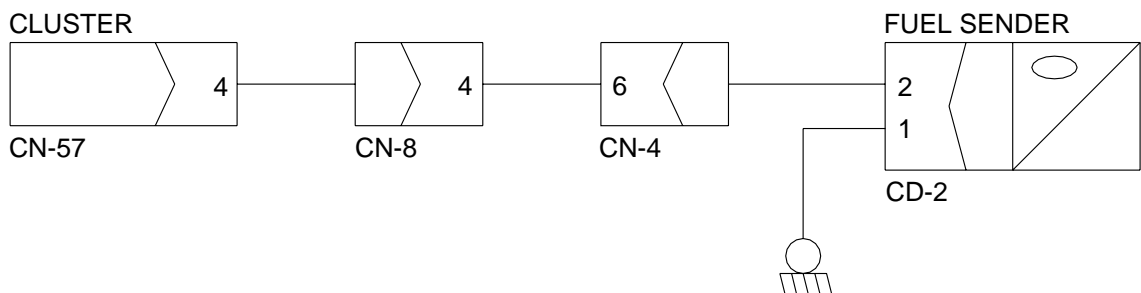 CLUSTER
FUEL SENDER
4
4
6
2
1
CN-57
CN-8
CN-4
CD-2